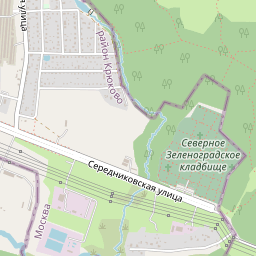 я улица
район Крюково
Северное
Зеленоградское
кладбище
Середниковская улица
Москва